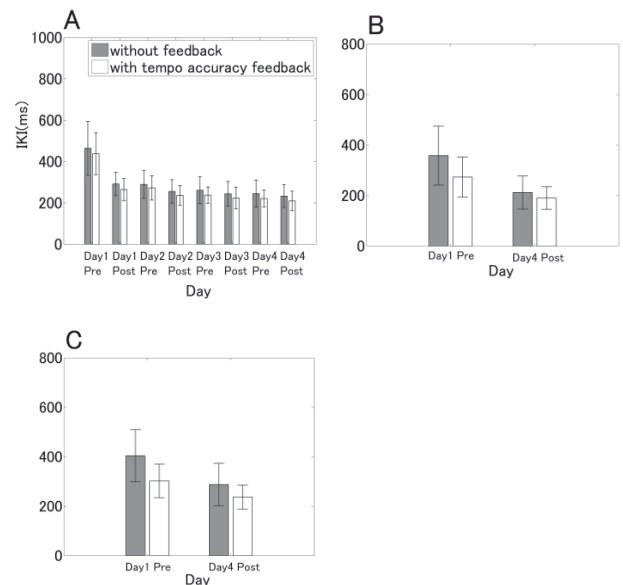 A
1000
800
600
400
200
0
IKI(ms)
without feedback
with tempo accuracy feedback
Day1 Day1 Day2 Day2 Day3 Day3 Day4 Day4
Pre Post Pre Post Pre Post Pre Post
Day
B
800
600
400
200
0
Day1 Pre Day4 Post
Day
C
800
600
400
200
0
Day1 Pre Day4 Post
Day